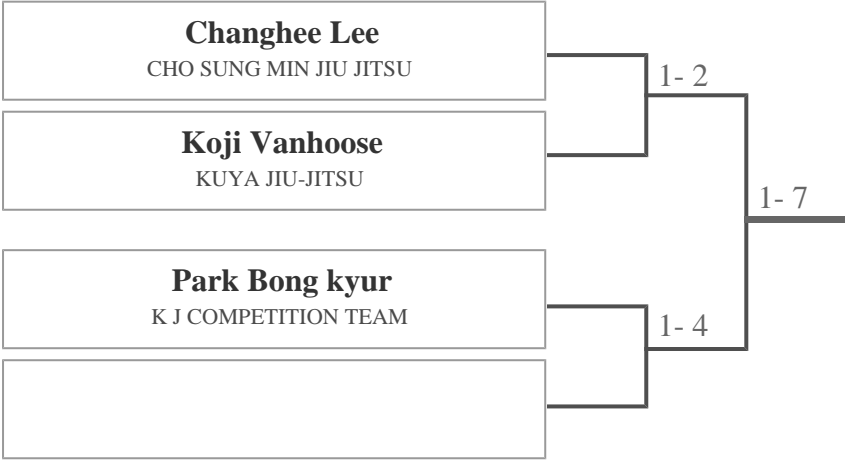 Changhee Lee
CHO SUNG MIN JIU JITSU
1- 2
Koji Vanhoose
KUYA JIU-JITSU
1- 7
Park Bong kyur
K J COMPETITION TEAM
1- 4